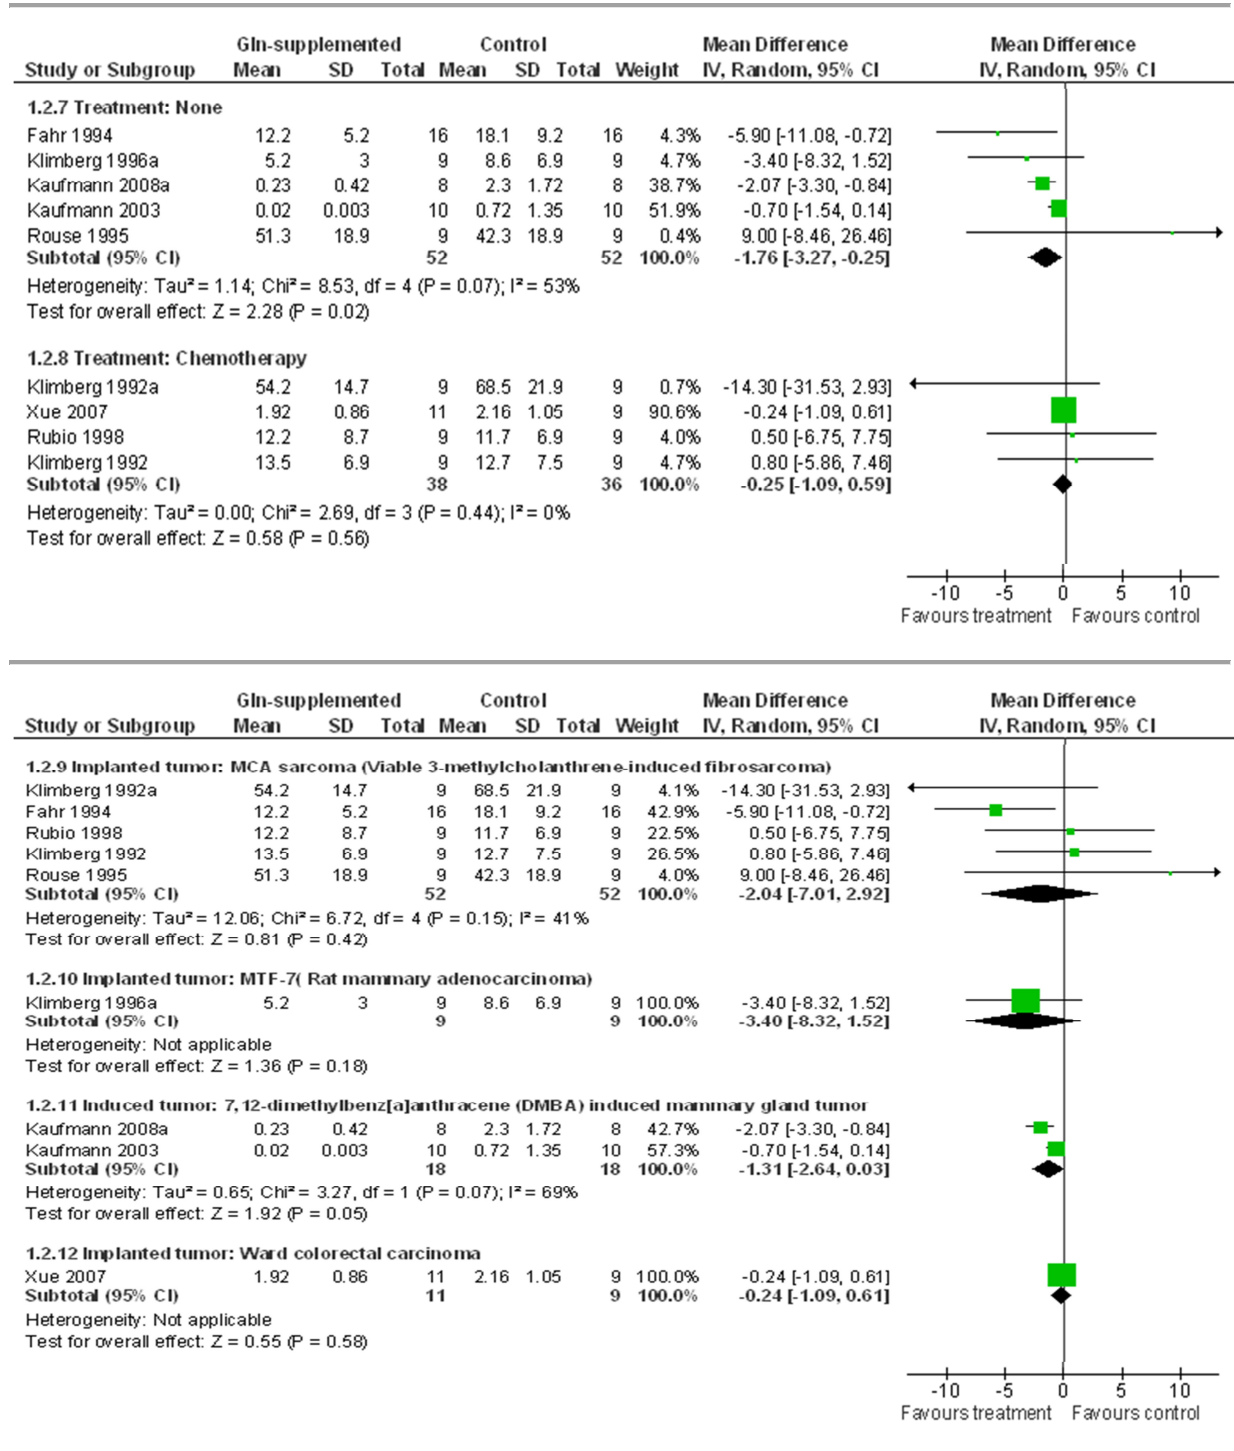 Gln-supplemented Control Mean Difference Mean Difference
Study or Subgroup Mean SD Total Mean SD Total Weight IV, Random, 95% CI IV, Random, 95% CI
1.2.7 Treatment: None
Fahr 1994 12.2 5.2 16 18.1 9.2 16 4.3% -5.90 [-11.08, -0.72]
Klimberg 1996a 5.2 3 9 8.6 6.9 9 4.7% -3.40 [-8.32, 1.52]
Kaufmann 2008a 0.23 0.42 8 2.3 1.72 8 38.7% -2.07 [-3.30, -0.84]
Kaufmann 2003 0.02 0.003 10 0.72 1.35 10 51.9% -0.70 [-1.54, 0.14]
Rouse 1995 51.3 18.9 9 42.3 18.9 9 0.4% 9.00 [-8.46, 26.46]
Subtotal (95% CI) 52 52 100.0% -1.76 [-3.27, -0.25]
Heterogeneity: Tau² = 1.14; Chi² = 8.53, df = 4 (P = 0.07); I² = 53%
Test for overall effect: Z = 2.28 (P = 0.02)
1.2.8 Treatment: Chemotherapy
Klimberg 1992a 54.2 14.7 9 68.5 21.9 9 0.7% -14.30 [-31.53, 2.93]
Xue 2007 1.92 0.86 11 2.16 1.05 9 90.6% -0.24 [-1.09, 0.61]
Rubio 1998 12.2 8.7 9 11.7 6.9 9 4.0% 0.50 [-6.75, 7.75]
Klimberg 1992 13.5 6.9 9 12.7 7.5 9 4.7% 0.80 [-5.86, 7.46]
Subtotal (95% CI) 38 36 100.0% -0.25 [-1.09, 0.59]
Heterogeneity: Tau² = 0.00; Chi² = 2.69, df = 3 (P = 0.44); I² = 0%
Test for overall effect: Z = 0.58 (P = 0.56)
-10 -5 0 5 10
Favours treatment Favours control
Gln-supplemented Control Mean Difference Mean Difference
Study or Subgroup Mean SD Total Mean SD Total Weight IV, Random, 95% CI IV, Random, 95% CI
1.2.9 Implanted tumor: MCA sarcoma (Viable 3-methylcholanthrene-induced fibrosarcoma)
Klimberg 1992a 54.2 14.7 9 68.5 21.9 9 4.1% -14.30 [-31.53, 2.93]
Fahr 1994 12.2 5.2 16 18.1 9.2 16 42.9% -5.90 [-11.08, -0.72]
Rubio 1998 12.2 8.7 9 11.7 6.9 9 22.5% 0.50 [-6.75, 7.75]
Klimberg 1992 13.5 6.9 9 12.7 7.5 9 26.5% 0.80 [-5.86, 7.46]
Rouse 1995 51.3 18.9 9 42.3 18.9 9 4.0% 9.00 [-8.46, 26.46]
Subtotal (95% CI) 52 52 100.0% -2.04 [-7.01, 2.92]
Heterogeneity: Tau² = 12.06; Chi² = 6.72, df = 4 (P = 0.15); I² = 41%
Test for overall effect: Z = 0.81 (P = 0.42)
1.2.10 Implanted tumor: MTF-7( Rat mammary adenocarcinoma)
Klimberg 1996a 5.2 3 9 8.6 6.9 9 100.0% -3.40 [-8.32, 1.52]
Subtotal (95% CI) 9 9 100.0% -3.40 [-8.32, 1.52]
Heterogeneity: Not applicable
Test for overall effect: Z = 1.36 (P = 0.18)
1.2.11 Induced tumor: 7,12-dimethylbenz[a]anthracene (DMBA) induced mammary gland tumor
Kaufmann 2008a 0.23 0.42 8 2.3 1.72 8 42.7% -2.07 [-3.30, -0.84]
Kaufmann 2003 0.02 0.003 10 0.72 1.35 10 57.3% -0.70 [-1.54, 0.14]
Subtotal (95% CI) 18 18 100.0% -1.31 [-2.64, 0.03]
Heterogeneity: Tau² = 0.65; Chi² = 3.27, df = 1 (P = 0.07); I² = 69%
Test for overall effect: Z = 1.92 (P = 0.05)
1.2.12 Implanted tumor: Ward colorectal carcinoma
Xue 2007 1.92 0.86 11 2.16 1.05 9 100.0% -0.24 [-1.09, 0.61]
Subtotal (95% CI) 11 9 100.0% -0.24 [-1.09, 0.61]
Heterogeneity: Not applicable
Test for overall effect: Z = 0.55 (P = 0.58)
-10 -5 0 5 10
Favours treatment Favours control